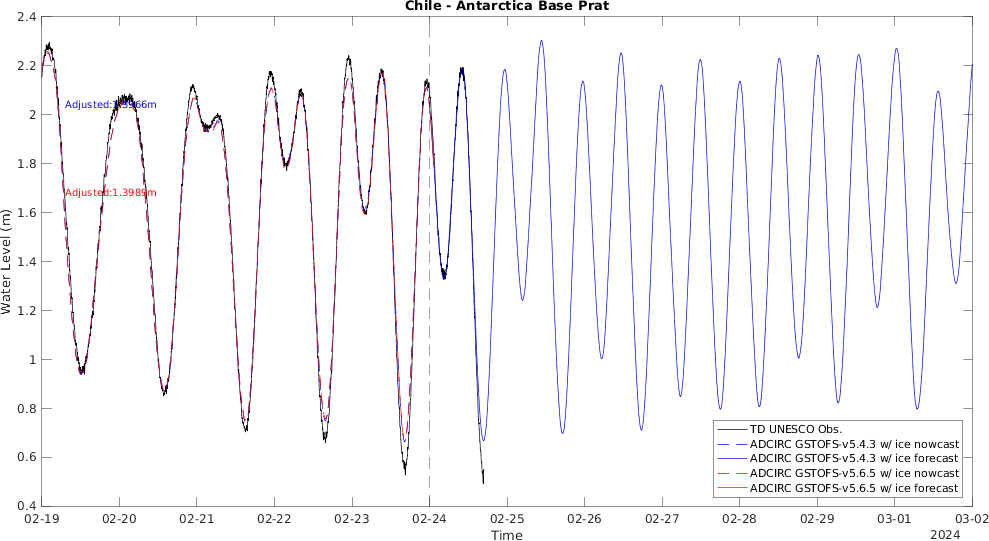 Chile - Antarctica Base Prat
2.4
2.2
2
1.8
1.6
1.4
1.2
1
0.8
0.6
0.4
Water Level (m)
Adjusted:1.3966m
Adjusted:1.3989m
TD UNESCO Obs.
ADCIRC GSTOFS-v5.4.3 w/ ice nowcast
ADCIRC GSTOFS-v5.4.3 w/ ice forecast
ADCIRC GSTOFS-v5.6.5 w/ ice nowcast
ADCIRC GSTOFS-v5.6.5 w/ ice forecast
02-19 02-20 02-21 02-22 02-23 02-24 02-25 02-26 02-27 02-28 02-29 03-01 03-02
Time
2024